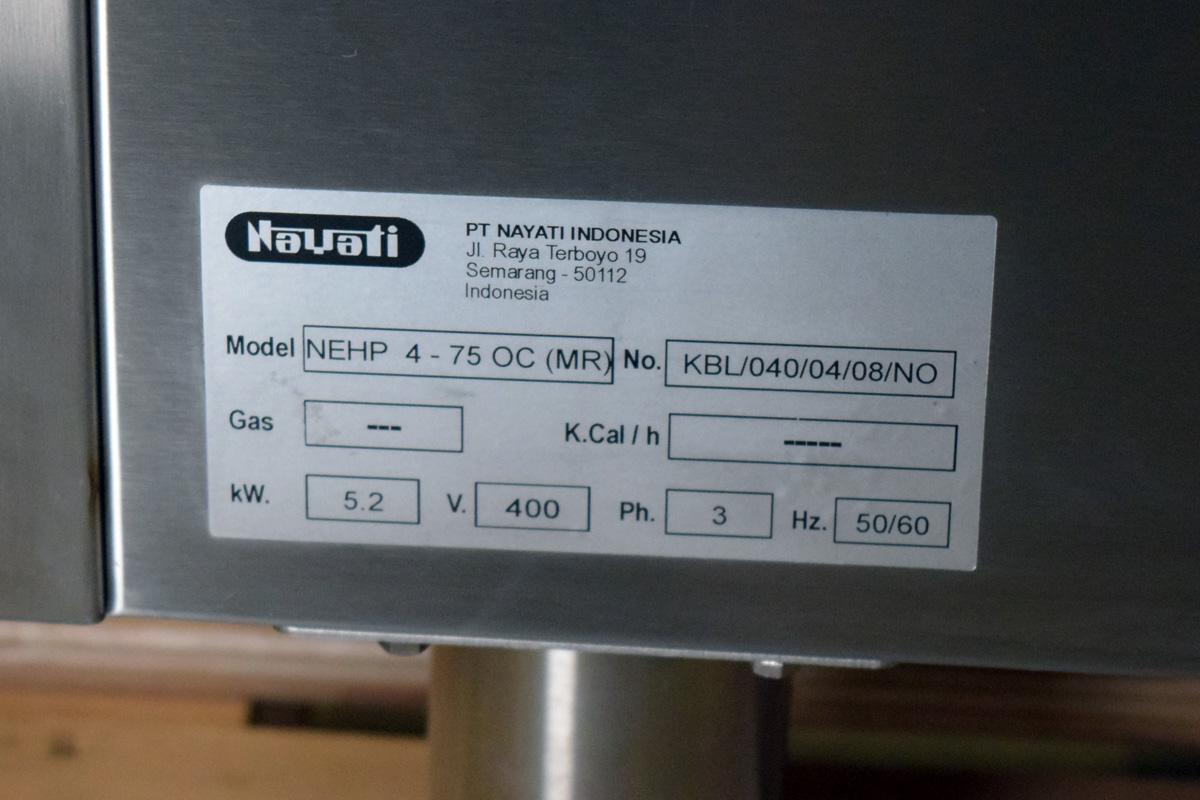 Nayati
PT NAYATI INDONESIA
Jl. Raya Terboyo 19
Semarang - 50112
Indonesia
Model NEHP 4 - 75 OC (MR) No. KBL/040/04/08/NO
Gas --- K.Cal / h -----
kW. 5.2 V. 400 Ph. 3 Hz. 50/60